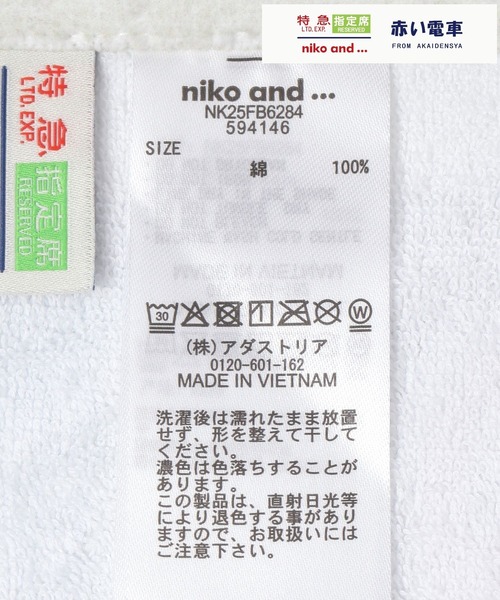 特急 指定席
LTD.EXP. RESERVED
niko and ...
赤い電車
FROM AKAIDENSYA
特急
LTD. EXP.
指定席
RESERVED
niko and ...
NK25FB6284
594146
SIZE
綿 100%
30
W
(株)アダストリア
0120-601-162
MADE IN VIETNAM
洗濯後は濡れたまま放置
せず、形を整えて干して
ください。
濃色は色落ちすることが
あります。
この製品は、直射日光等
により退色する事があり
ますので、お取扱いには
ご注意下さい。